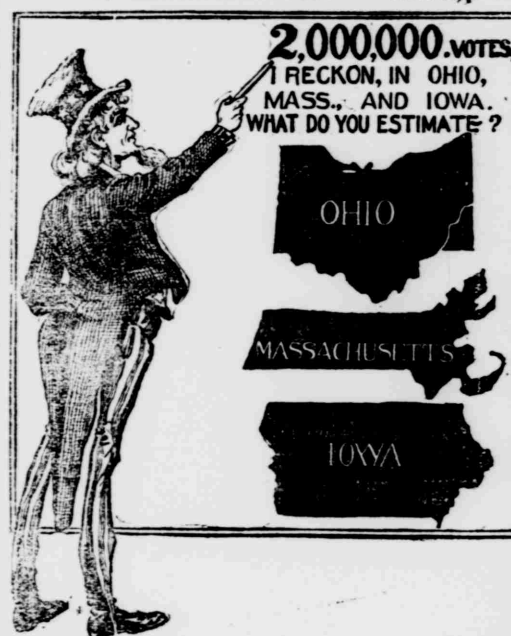 2,000,000. VOTES
I RECKON, IN OHIO,
MASS., AND IOWA.
WHAT DO YOU ESTIMATE?
OHIO
MASSACHUSETTS
IOWA